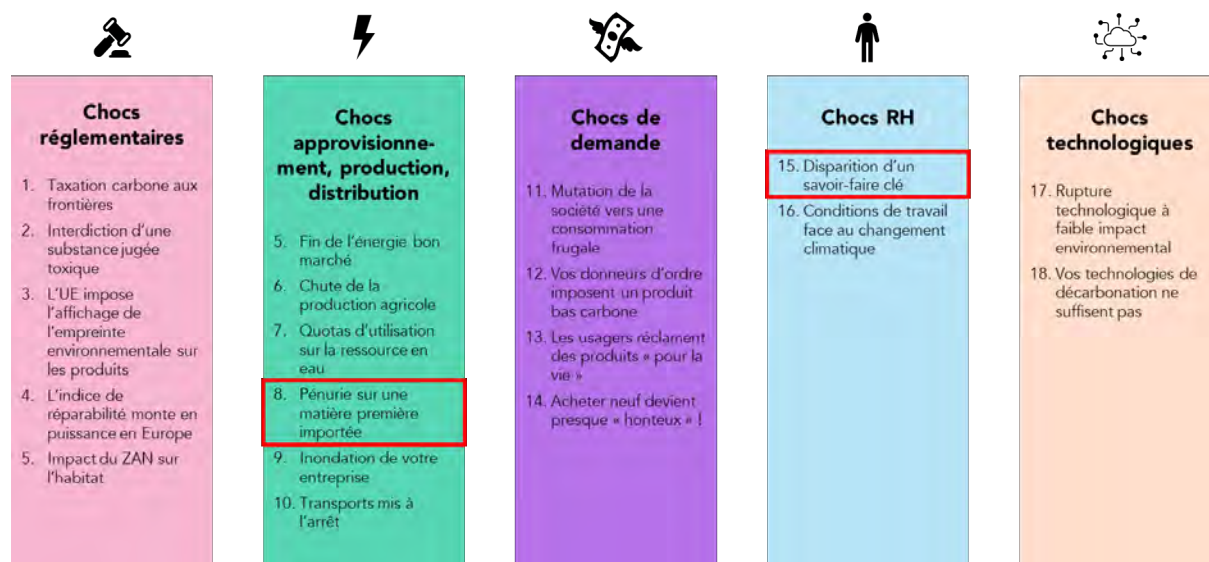 Chocs
réglementaires
1. Taxation carbone aux
frontières
2. Interdiction d'une
substance jugée
toxique
3. L'UE impose
l'affichage de
l'empreinte
environnementale sur
les produits
4. L'indice de
réparabilité monte en
puissance en Europe
5. Impact du ZAN sur
l'habitat
Chocs
approvisionne-
ment, production,
distribution
5. Fin de l'énergie bon
marché
6. Chute de la
production agricole
7. Quotas d'utilisation
sur la ressource en
eau
8. Pénurie sur une
matière première
importée
9. Inondation de votre
entreprise
10. Transports mis à
l'arrêt
Chocs de
demande
11. Mutation de la
société vers une
consommation
frugale
12. Vos donneurs d'ordre
imposent un produit
bas carbone
13. Les usagers réclament
des produits « pour la
vie »
14. Acheter neuf devient
presque « honteux » !
Chocs RH
15. Disparition d'un
savoir-faire clé
16. Conditions de travail
face au changement
climatique
Chocs
technologiques
17. Rupture
technologique à
faible impact
environnemental
18. Vos technologies de
décarbonation ne
suffisent pas